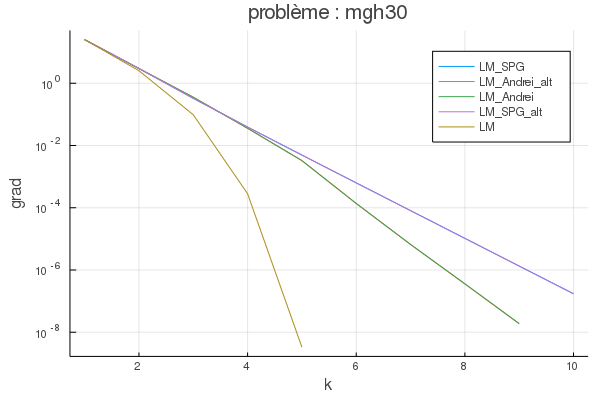 problème : mgh30
LM_SPG
LM_Andrei_alt
LM_Andrei
LM_SPG_alt
LM
grad
10 0
10 -2
10 -4
10 -6
10 -8
2 4 6 8 10
k